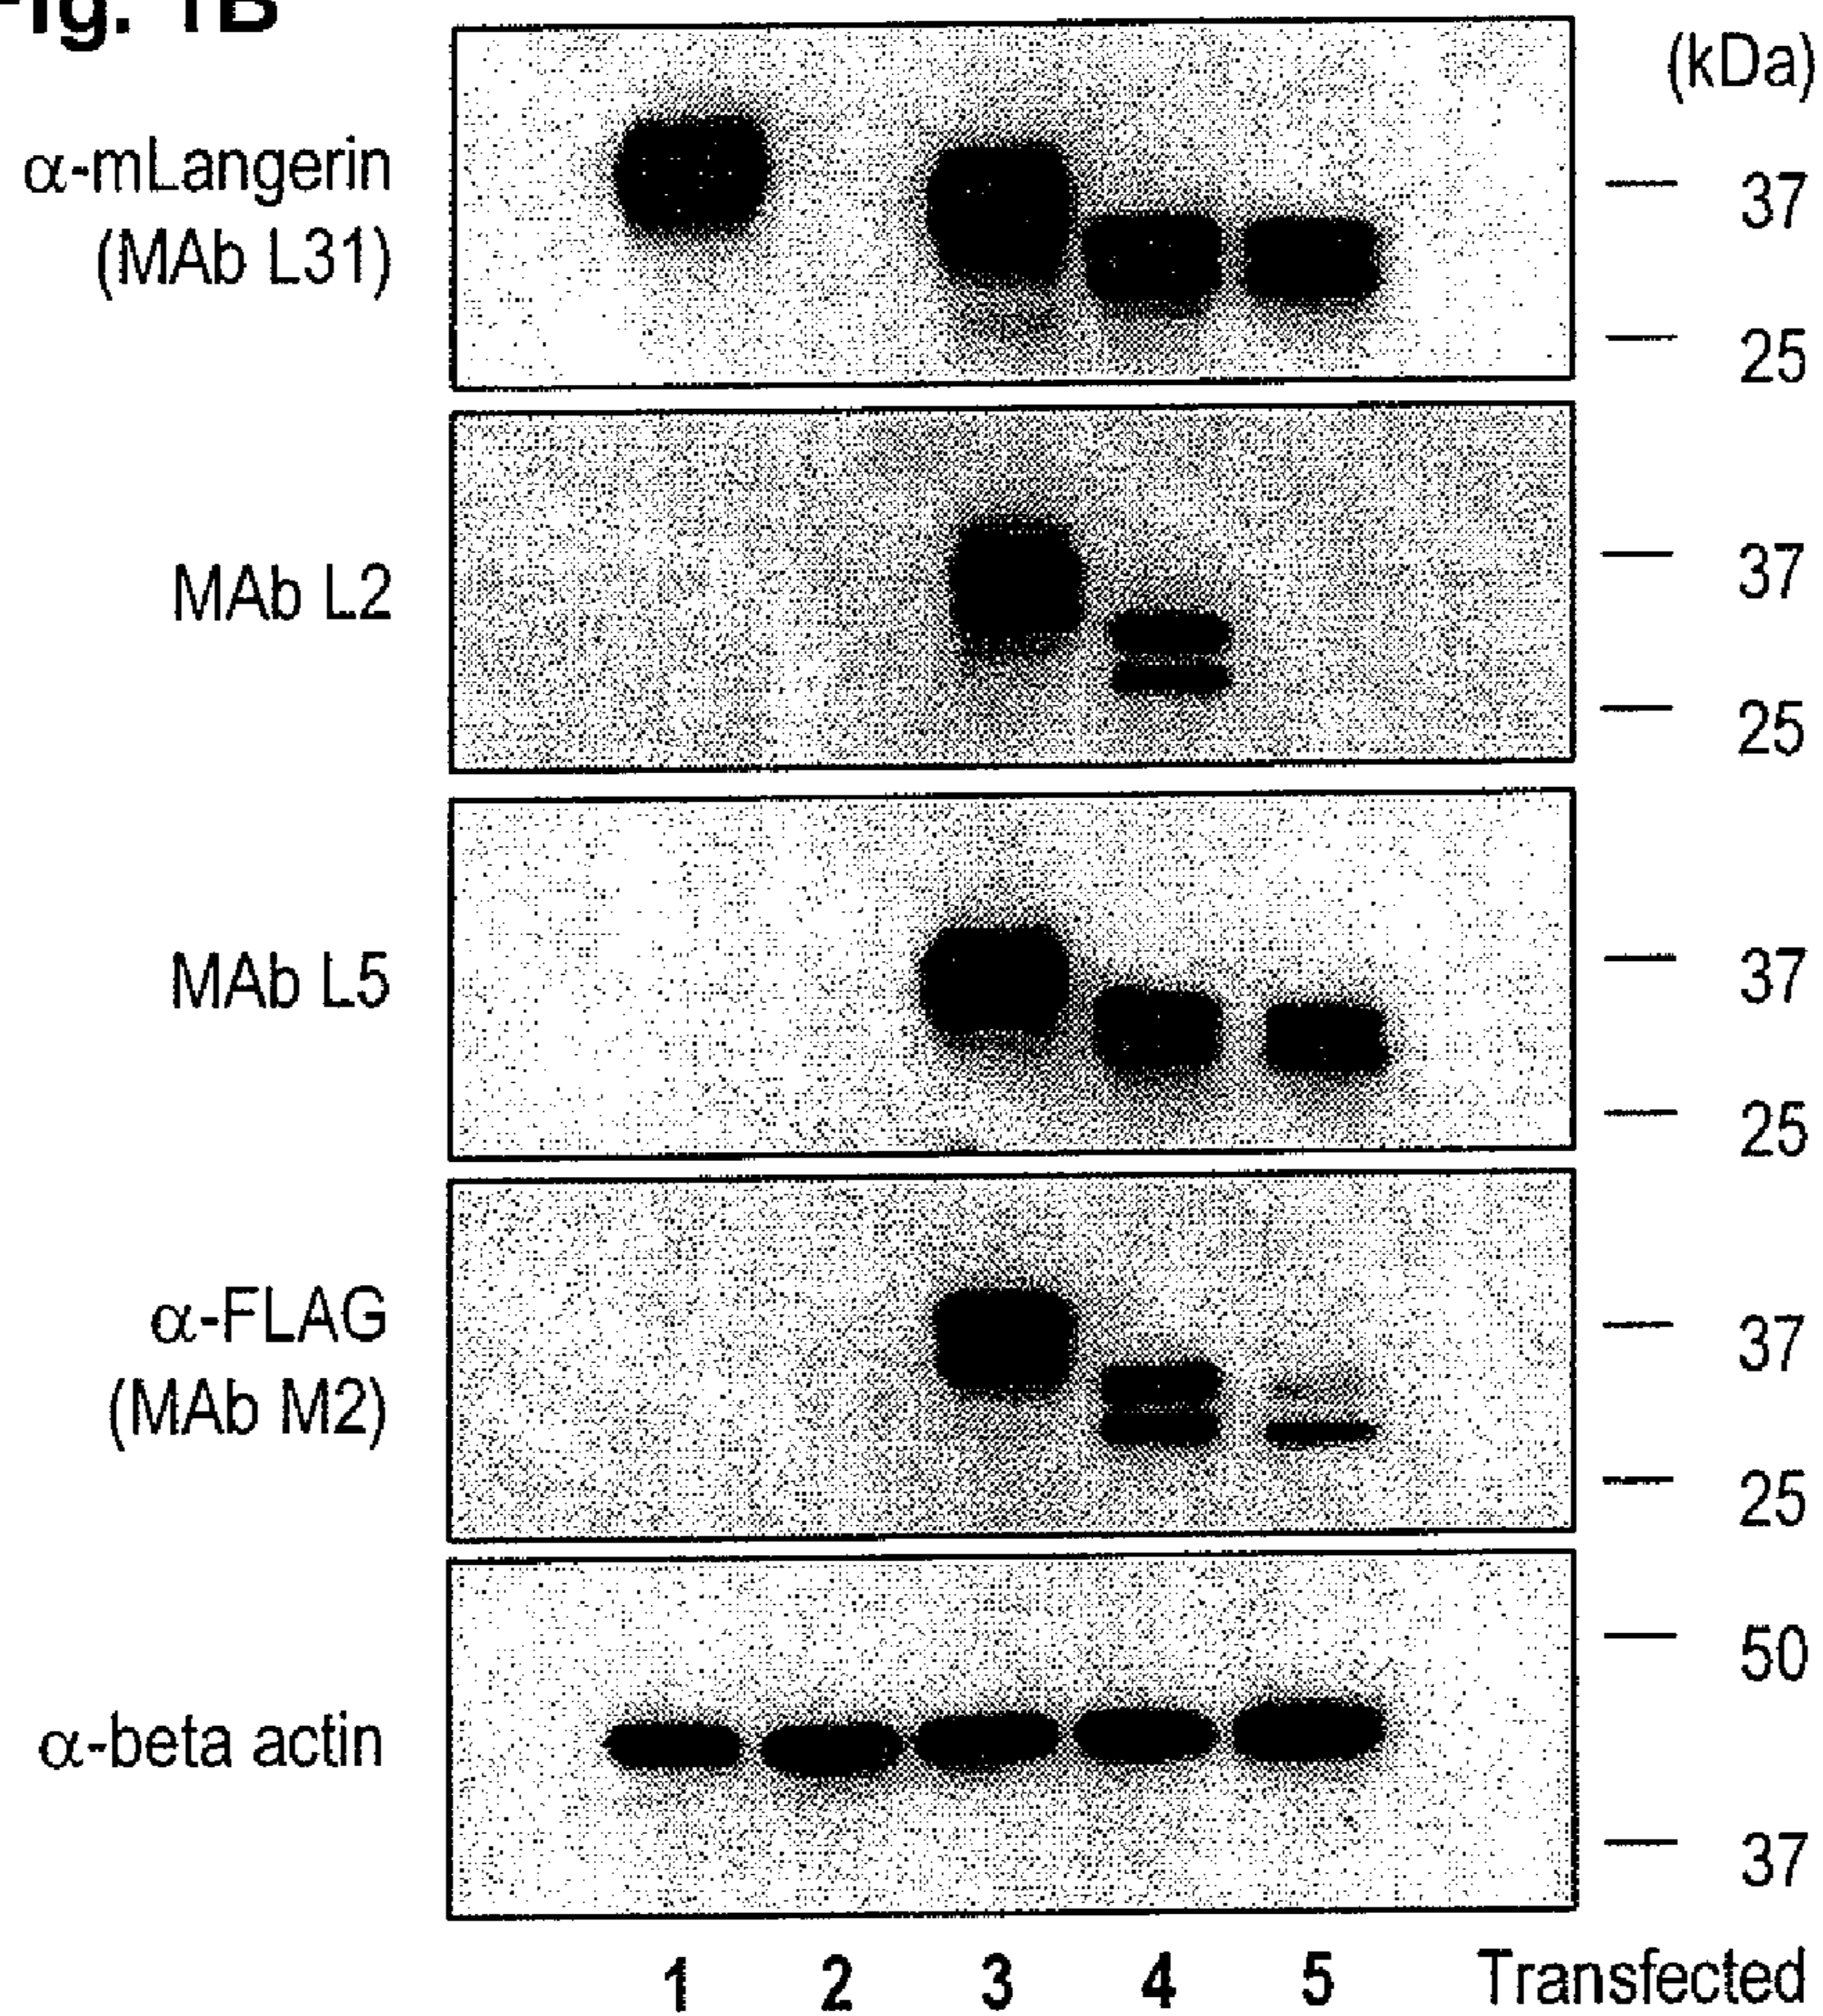 Fig. 1B
(kDa)
α-mLangerin
(MAb L31)
37
25
MAb L2
37
25
MAb L5
37
25
α-FLAG
(MAb M2)
37
25
α-beta actin
50
37
1 2 3 4 5 Transfected